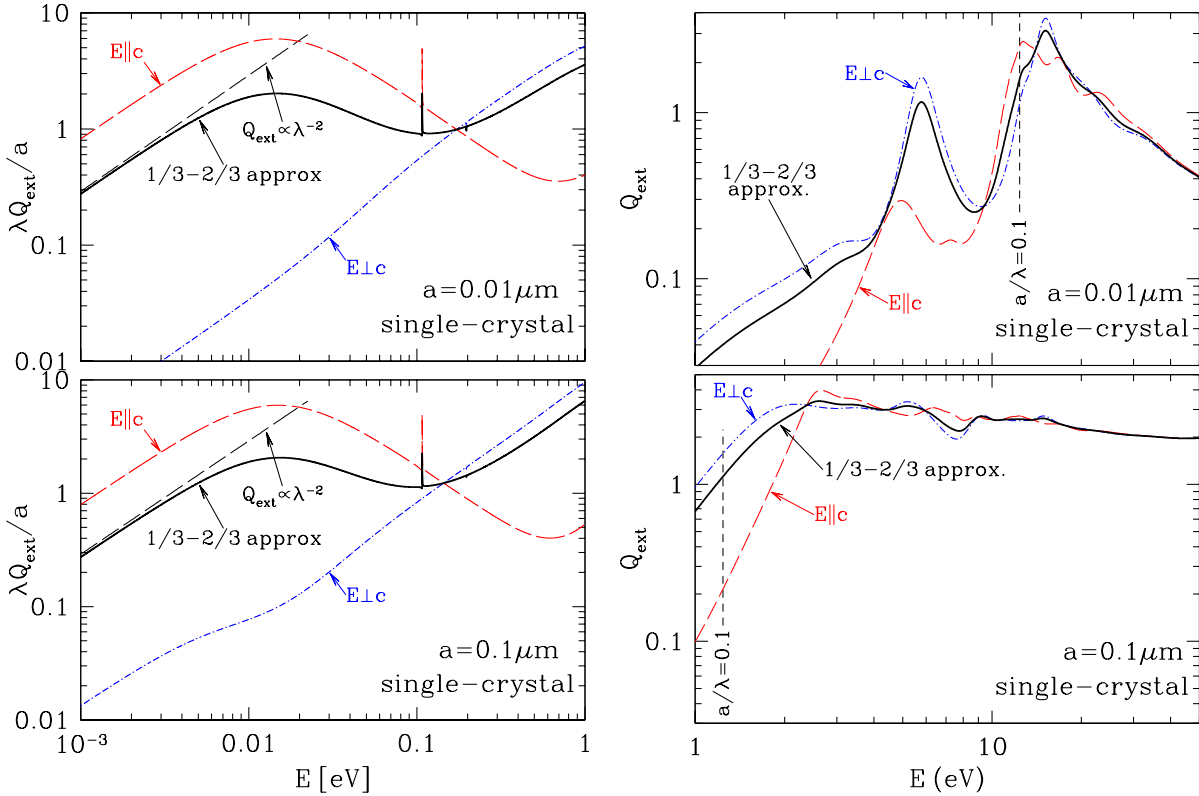 10
1
0.1
0.01
λQ_ext/a
E∥c
Q_ext∝λ⁻²
1/3−2/3 approx
E⊥c
a=0.01μm
single−crystal
1
0.1
Q_ext
E⊥c
1/3−2/3
approx.
E∥c
a/λ=0.1
a=0.01μm
single−crystal
10
1
0.1
0.01
λQ_ext/a
E∥c
Q_ext∝λ⁻²
1/3−2/3 approx
E⊥c
a=0.1μm
single−crystal
10⁻³
0.01
0.1
1
E [eV]
1
0.1
Q_ext
E⊥c
1/3−2/3 approx.
E∥c
a/λ=0.1
a=0.1μm
single−crystal
1
10
E (eV)